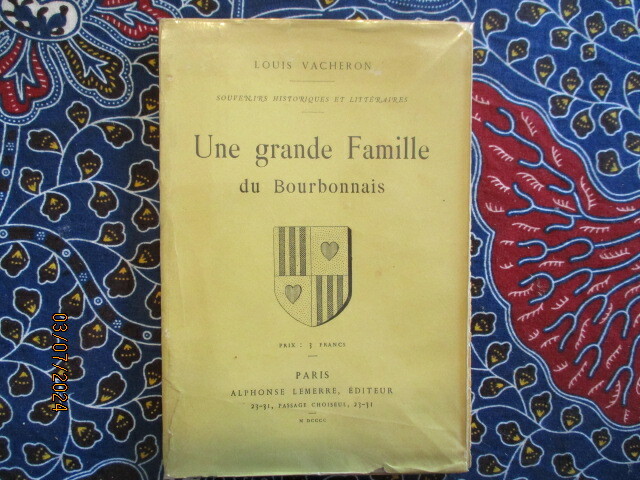 LOUIS VACHERON
SOUVENIRS HISTORIQUES ET LITTÉRAIRES
Une grande Famille
du Bourbonnais
PRIX : 3 FRANCS
PARIS
ALPHONSE LEMERRE, ÉDITEUR
23-31, PASSAGE CHOISEUL, 23-31
M DCCCC
03/07/2024